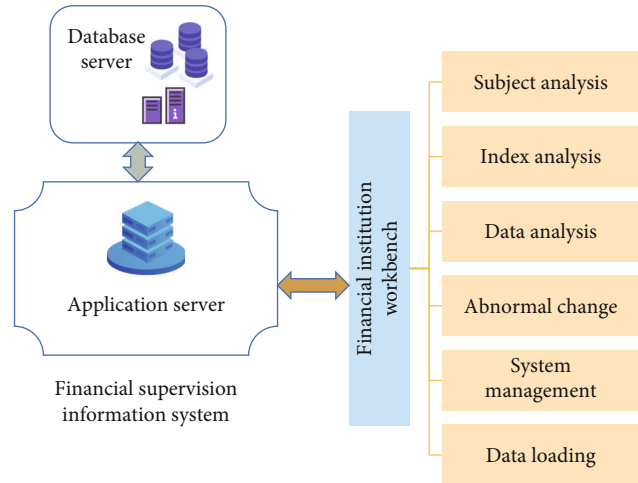 Database
server
i
Application server
Financial supervision
information system
Financial institution
workbench
Subject analysis
Index analysis
Data analysis
Abnormal change
System
management
Data loading